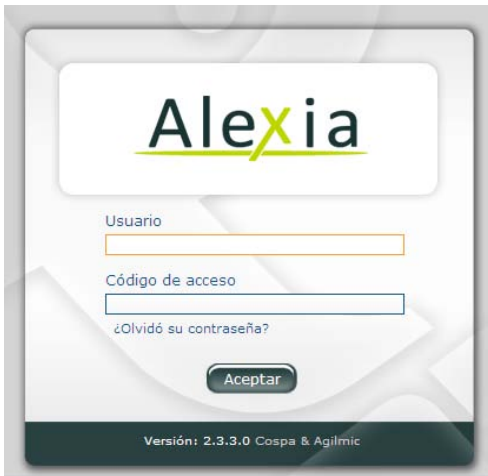 Alexia
Usuario
Código de acceso
¿Olvidó su contraseña?
Aceptar
Versión: 2.3.3.0 Cospa & Agilmic